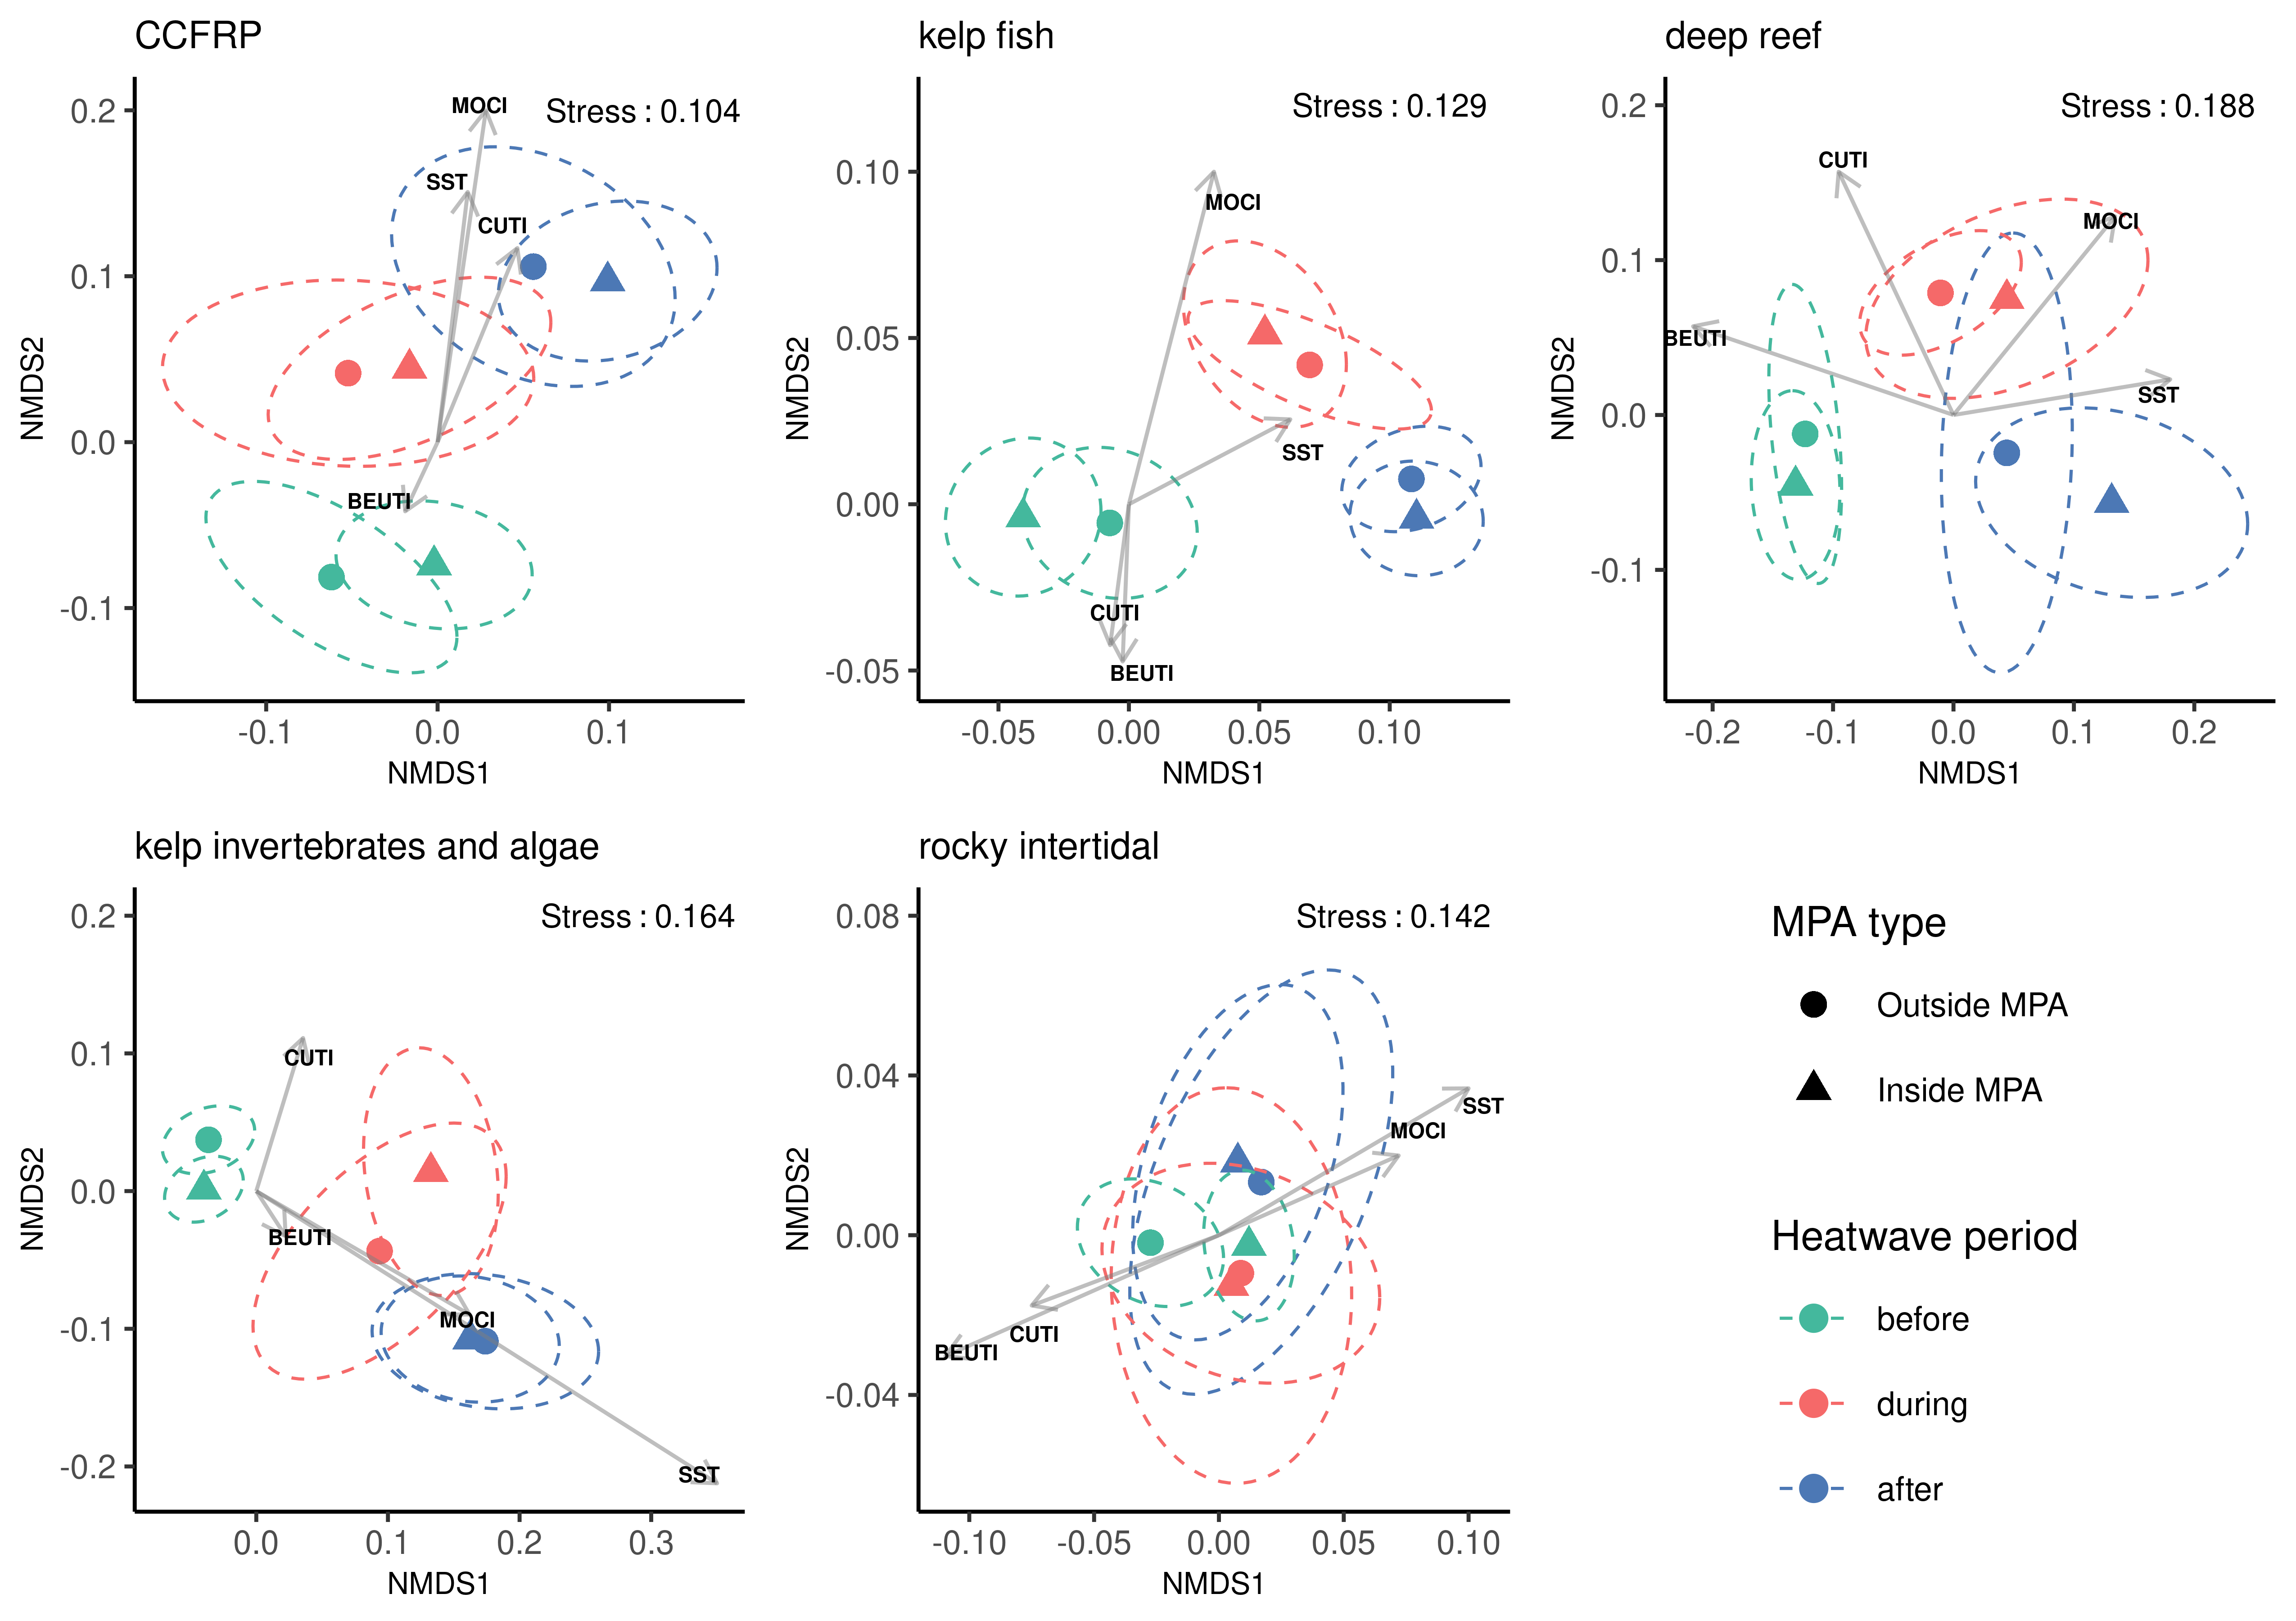 CCFRP
Stress : 0.104
MOCI
SST
CUTI
BEUTI
0.2
0.1
0.0
-0.1
NMDS2
-0.1
0.0
0.1
NMDS1
kelp fish
Stress : 0.129
MOCI
SST
CUTI
BEUTI
0.10
0.05
0.00
-0.05
NMDS2
-0.05
0.00
0.05
0.10
NMDS1
deep reef
Stress : 0.188
CUTI
MOCI
BEUTI
SST
0.2
0.1
0.0
-0.1
NMDS2
-0.2
-0.1
0.0
0.1
0.2
NMDS1
kelp invertebrates and algae
Stress : 0.164
CUTI
BEUTI
MOCI
SST
0.2
0.1
0.0
-0.1
-0.2
NMDS2
0.0
0.1
0.2
0.3
NMDS1
rocky intertidal
Stress : 0.142
SST
MOCI
CUTI
BEUTI
0.08
0.04
0.00
-0.04
NMDS2
-0.10
-0.05
0.00
0.05
0.10
NMDS1
MPA type
Outside MPA
Inside MPA
Heatwave period
before
during
after